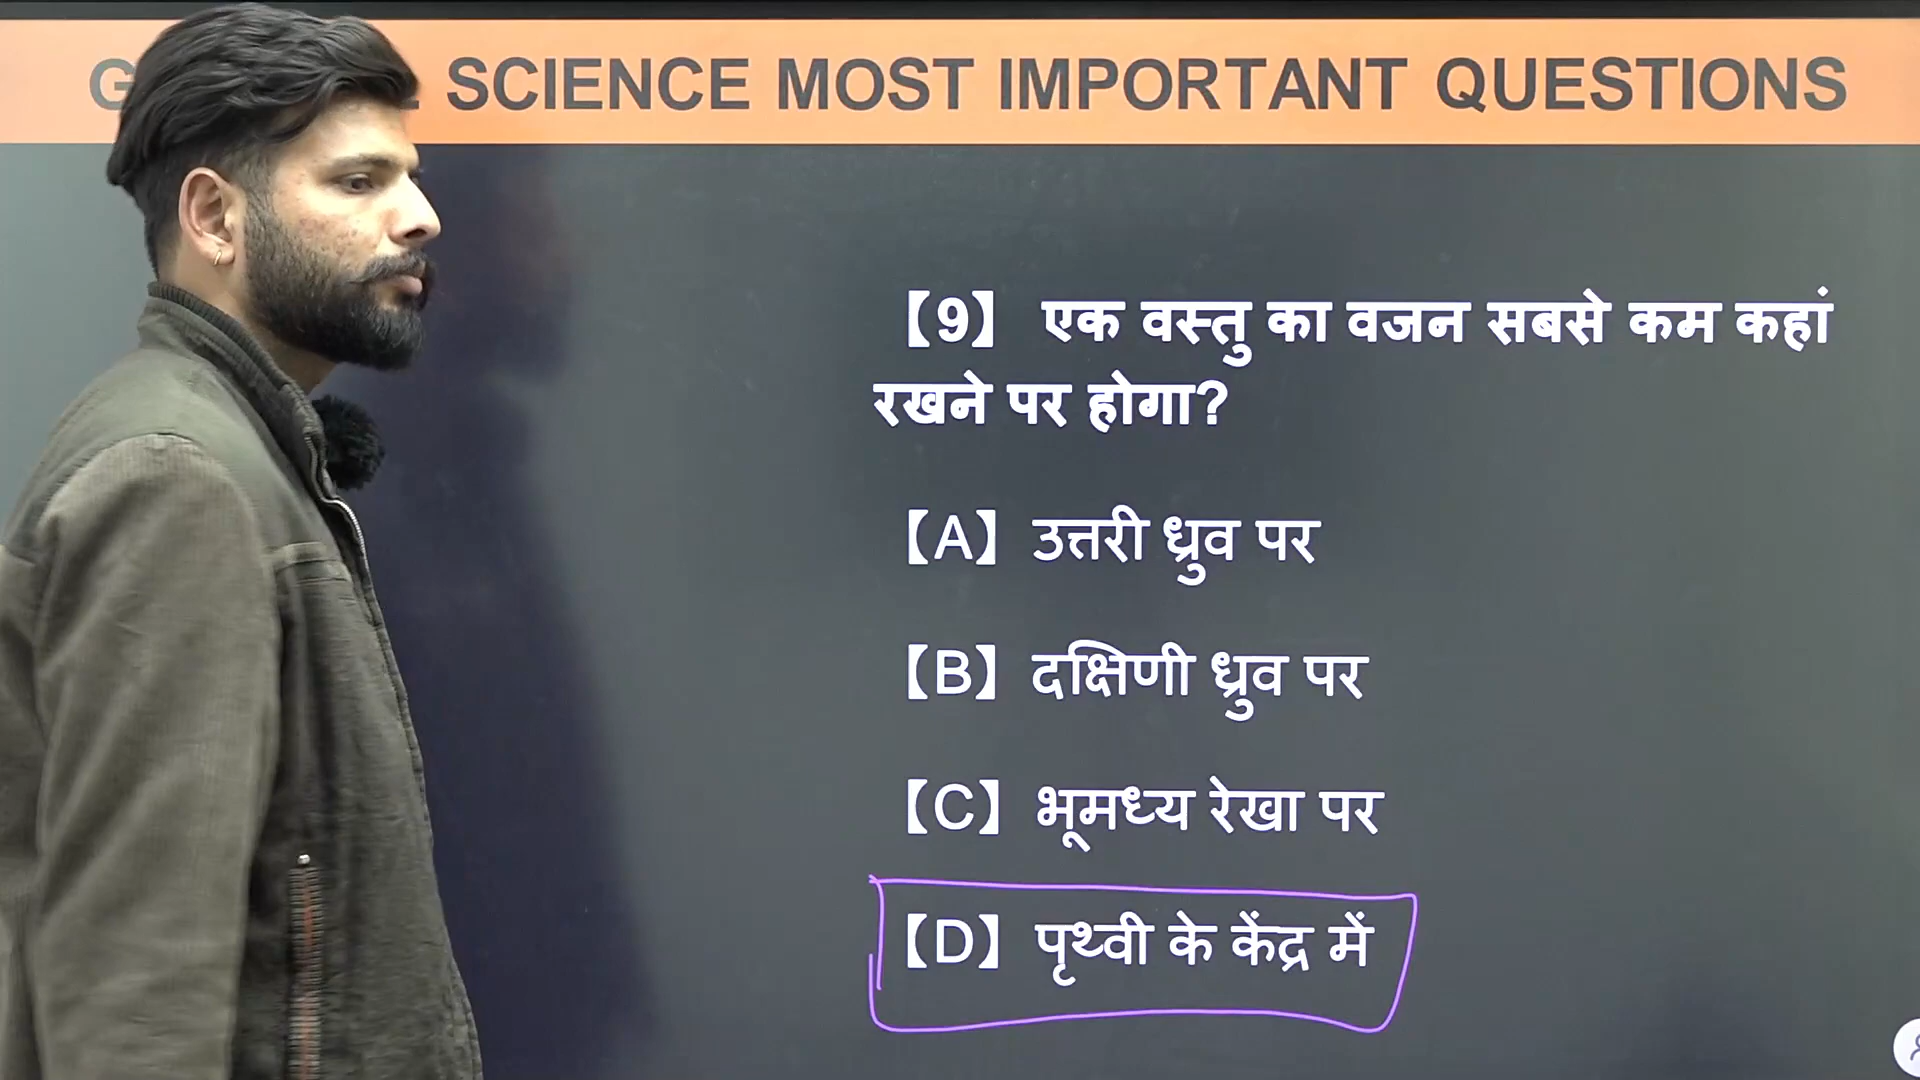 SCIENCE MOST IMPORTANT QUESTIONS
【9】 एक वस्तु का वजन सबसे कम कहां
रखने पर होगा?
【A】 उत्तरी ध्रुव पर
【B】 दक्षिणी ध्रुव पर
【C】 भूमध्य रेखा पर
【D】 पृथ्वी के केंद्र में